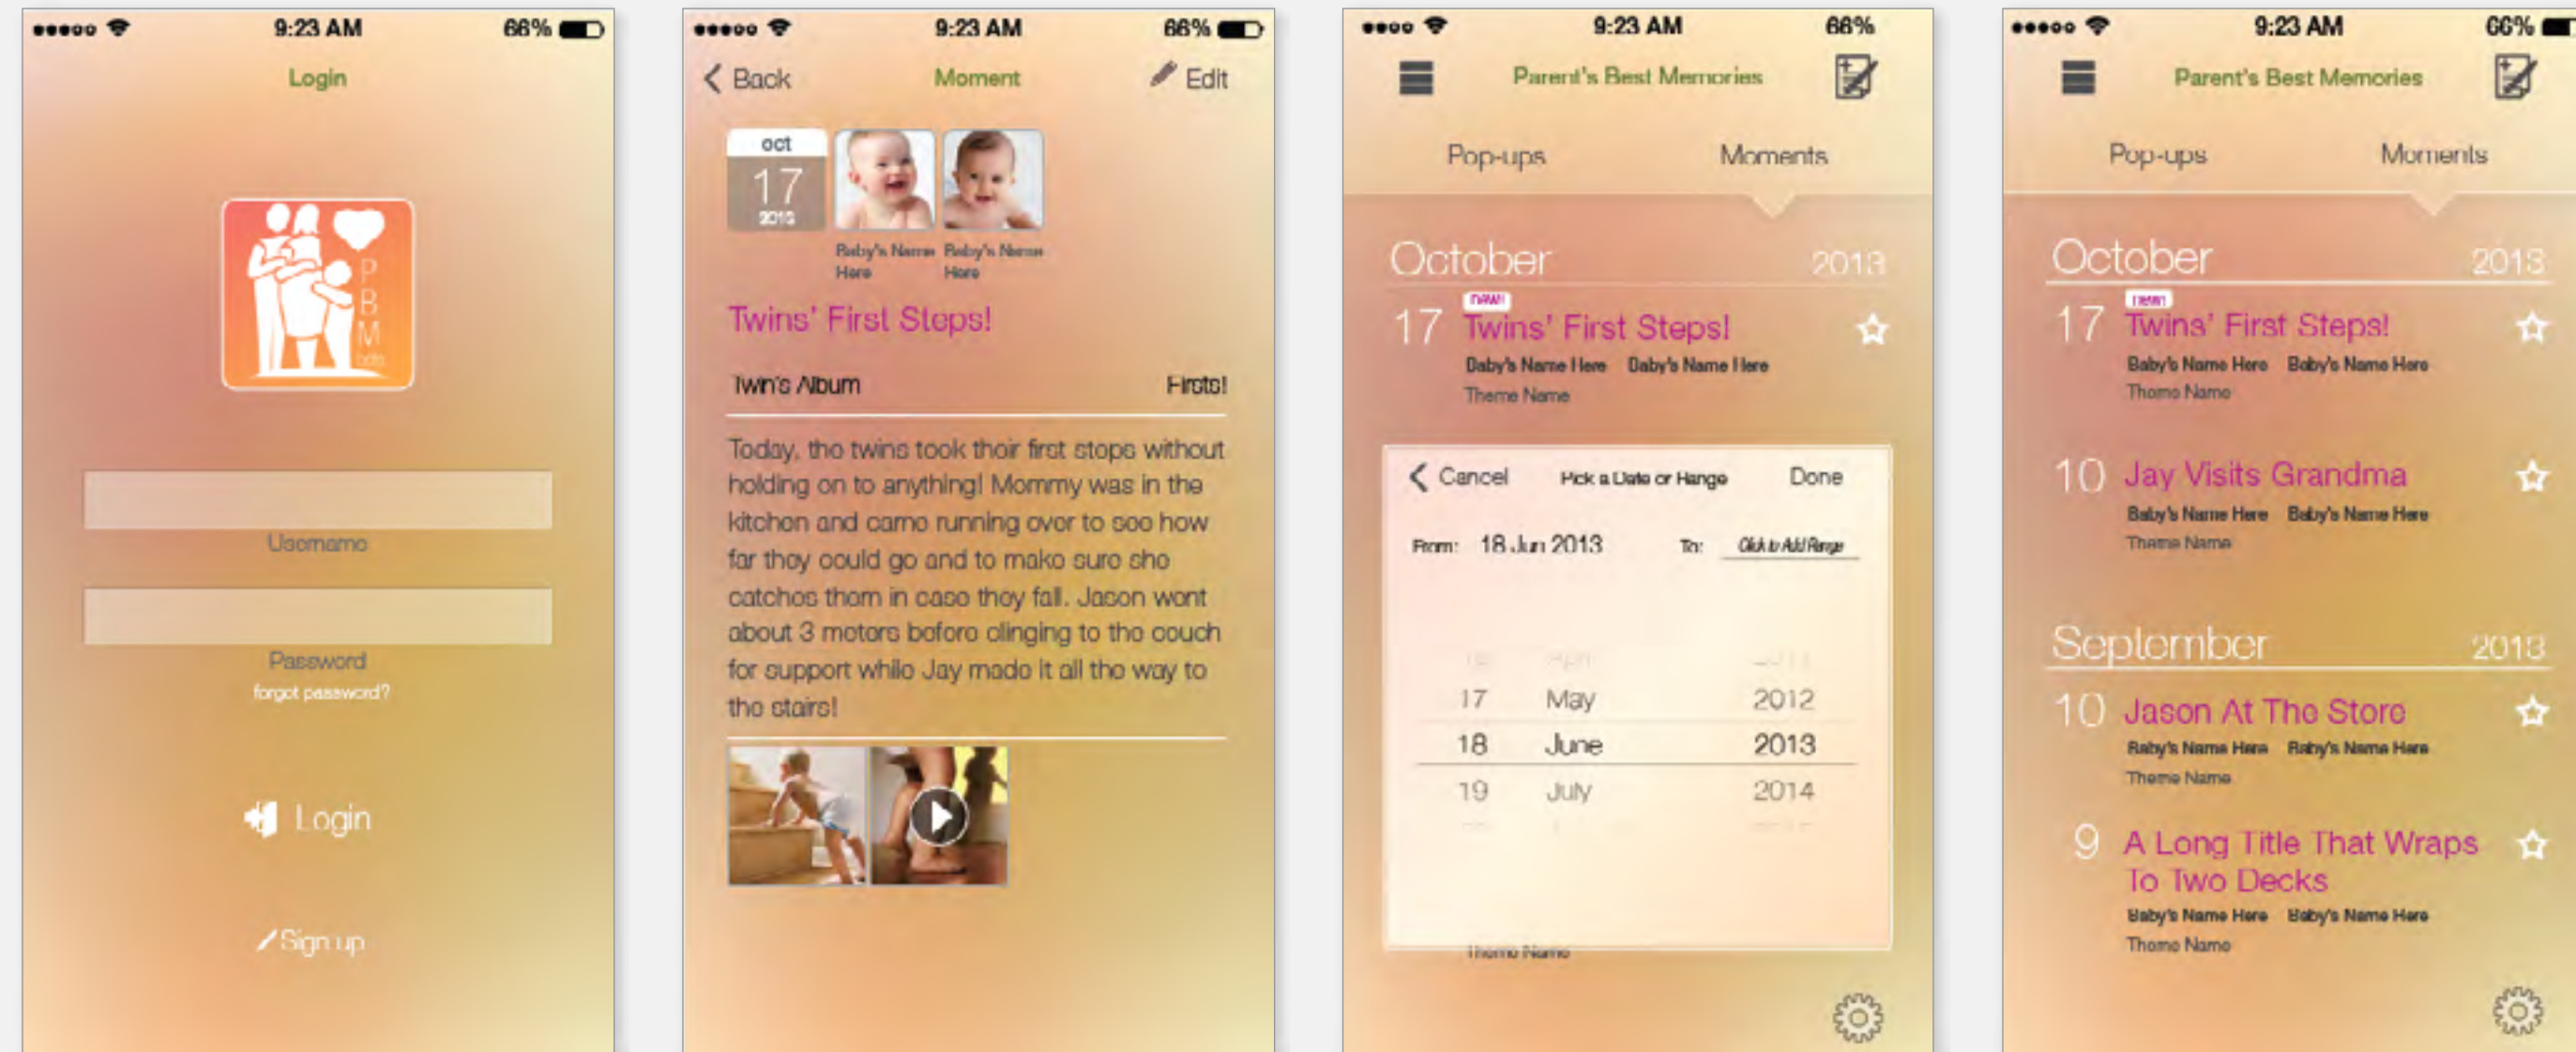 9:23 AM 66%
Login
P
B
M
Username
Password
forgot password?
Login
Sign up
9:23 AM 66%
Back Moment Edit
oct
17
2013
Baby's Name Here
Baby's Name Here
Twins' First Steps!
Twin's Album Firsts!
Today, the twins took their first steps without
holding on to anything! Mommy was in the
kitchen and came running over to see how
far they could go and to make sure she
catches them in case they fall. Jason went
about 3 meters before clinging to the couch
for support while Jay made it all the way to
the stairs!
9:23 AM 66%
Parent's Best Memories
Pop-ups Moments
October 2013
new!
17 Twins' First Steps!
Baby's Name Here Baby's Name Here
Theme Name
Cancel Pick a Date or Range Done
From: 18 Jun 2013 To: Click to Add Range
April 2011
17 May 2012
18 June 2013
19 July 2014
Theme Name
9:23 AM 66%
Parent's Best Memories
Pop-ups Moments
October 2013
new!
17 Twins' First Steps!
Baby's Name Here Baby's Name Here
Theme Name
10 Jay Visits Grandma
Baby's Name Here Baby's Name Here
Theme Name
September 2013
10 Jason At The Store
Baby's Name Here Baby's Name Here
Theme Name
9 A Long Title That Wraps
To Two Decks
Baby's Name Here Baby's Name Here
Theme Name